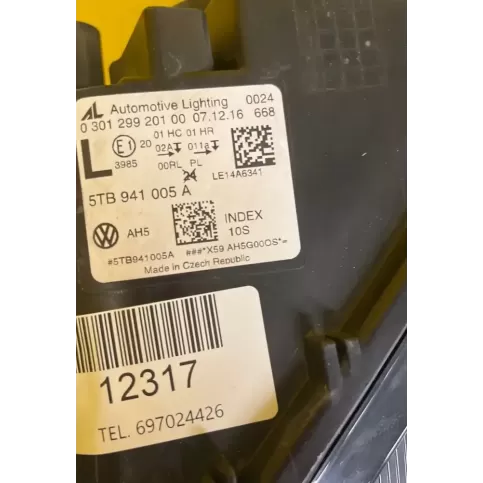 AL Automotive Lighting 0024
0 301 299 201 00 07.12.16 668
L E1 20 01 HC 01 HR
02A 011a
3985 00RL PL
24
LE14A6341
5TB 941 005 A
AH5 INDEX
10S
#5TB941005A ###*X59 AH5G00OS*=
Made in Czech Republic
12317
TEL. 697024426